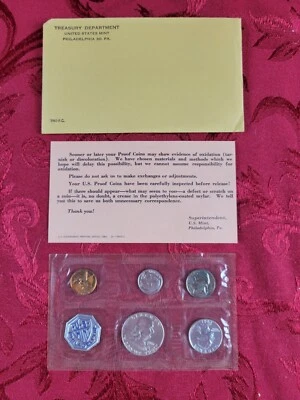 TREASURY DEPARTMENT
UNITED STATES MINT
PHILADELPHIA 30, PA.
Sooner or later your Proof Coins may show evidence of oxidation (tar-
nish or discoloration). We have chosen materials and methods which we
hope will delay this possibility, but we cannot assume responsibility for
oxidation.
Please do not ask us to make exchanges or adjustments.
Your U.S. Proof Coins have been carefully inspected before release!
If there should appear—what may seem to us—a defect or scratch on
a coin—it is, no doubt, a crease in the polyethylene-coated mylar. We tell
you this to save us both unnecessary correspondence.
Thank you!
Superintendent,
U.S. Mint,
Philadelphia, Pa.